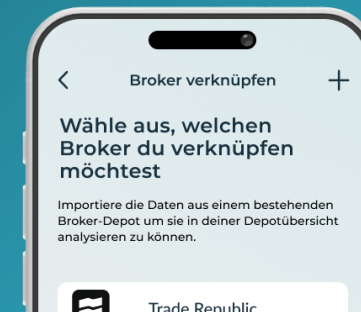 Broker verknüpfen
Wähle aus, welchen
Broker du verknüpfen
möchtest
Importiere die Daten aus einem bestehenden
Broker-Depot um sie in deiner Depotübersicht
analysieren zu können.
Trade Republic